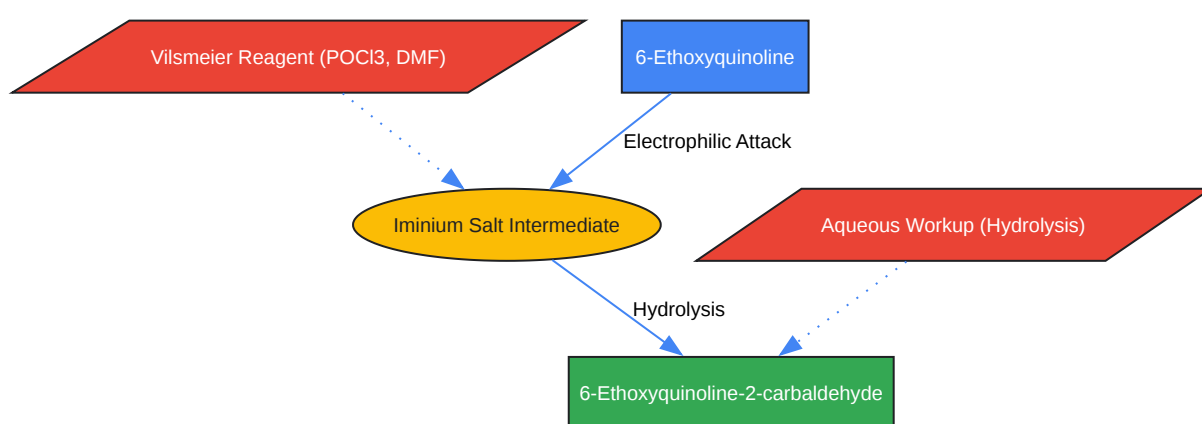 Vilsmeier Reagent (POCl3, DMF)
6-Ethoxyquinoline
Electrophilic Attack
Iminium Salt Intermediate
Aqueous Workup (Hydrolysis)
Hydrolysis
6-Ethoxyquinoline-2-carbaldehyde